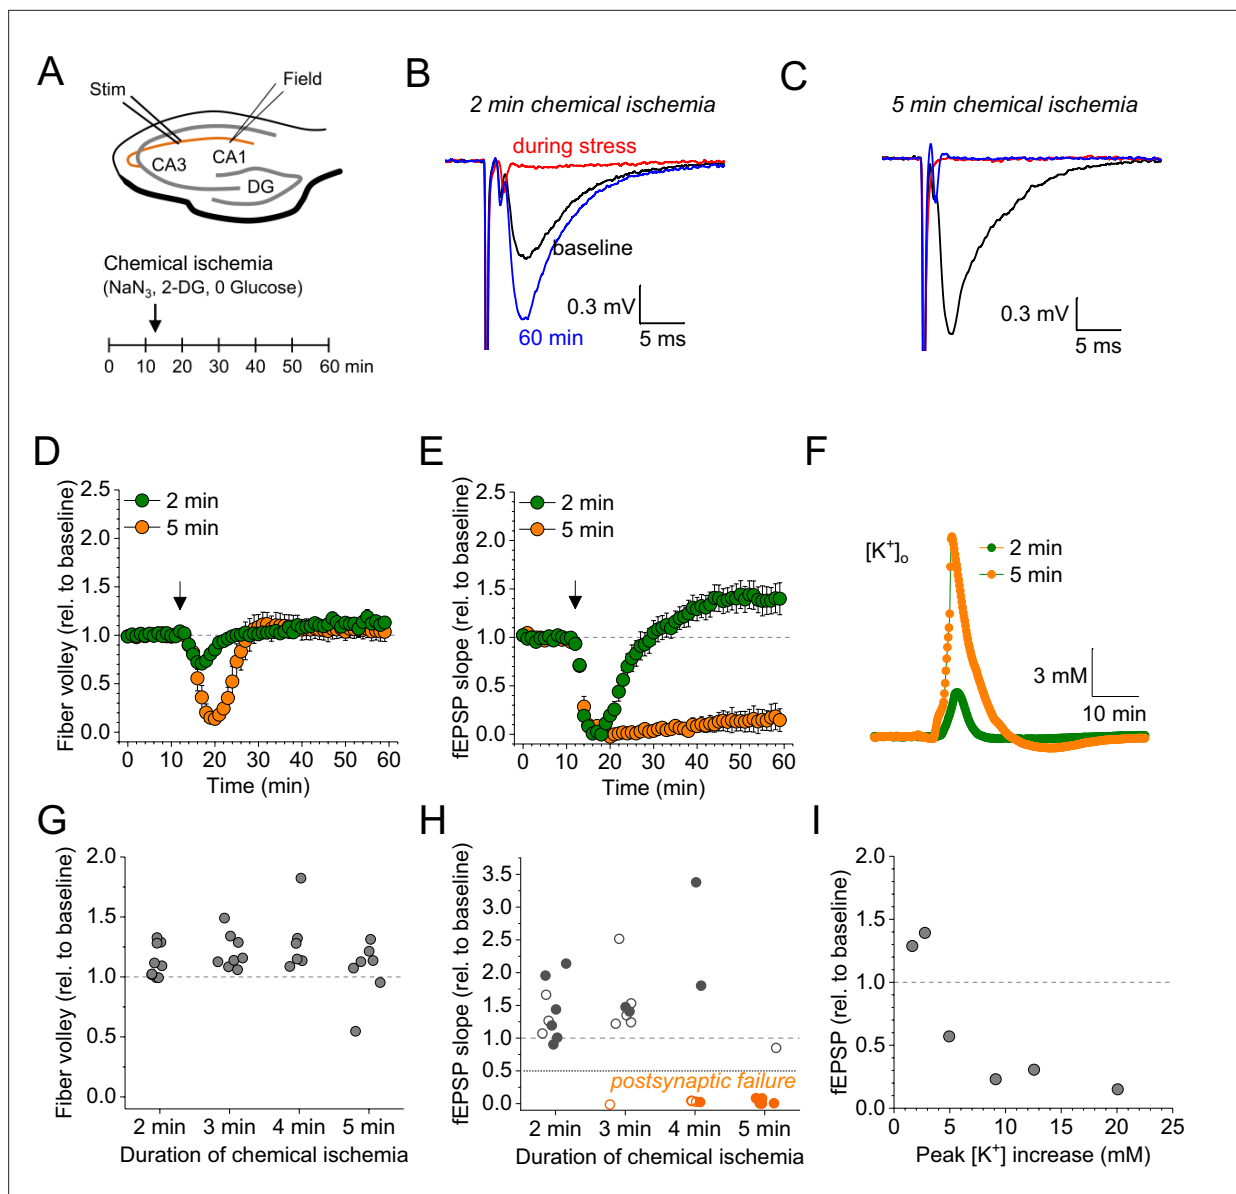 A
Stim
Field
CA3
CA1
DG
Chemical ischemia
(NaN3, 2-DG, 0 Glucose)
0 10 20 30 40 50 60 min
B
2 min chemical ischemia
during stress
baseline
60 min
0.3 mV
5 ms
C
5 min chemical ischemia
0.3 mV
5 ms
D
Fiber volley (rel. to baseline)
2.5
2.0
1.5
1.0
0.5
0.0
2 min
5 min
0 10 20 30 40 50 60
Time (min)
E
fEPSP slope (rel. to baseline)
2.5
2.0
1.5
1.0
0.5
0.0
2 min
5 min
0 10 20 30 40 50 60
Time (min)
F
[K+]o
2 min
5 min
3 mM
10 min
G
Fiber volley (rel. to baseline)
2.0
1.5
1.0
0.5
0.0
2 min 3 min 4 min 5 min
Duration of chemical ischemia
H
fEPSP slope (rel. to baseline)
3.5
3.0
2.5
2.0
1.5
1.0
0.5
0.0
postsynaptic failure
2 min 3 min 4 min 5 min
Duration of chemical ischemia
I
fEPSP (rel. to baseline)
2.0
1.5
1.0
0.5
0.0
0 5 10 15 20 25
Peak [K+] increase (mM)